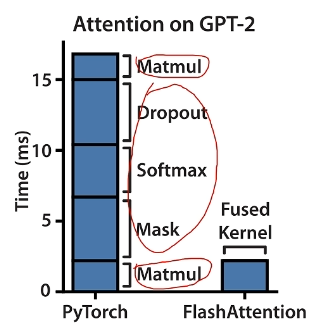 Attention on GPT-2
Time (ms)
15
10
5
0
Matmul
Dropout
Softmax
Mask
Matmul
Fused
Kernel
PyTorch
FlashAttention